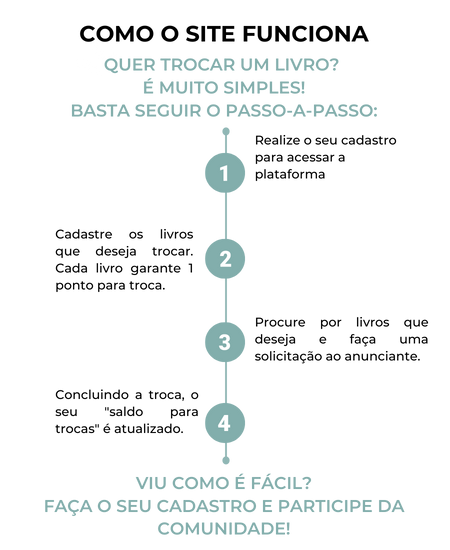 COMO O SITE FUNCIONA
QUER TROCAR UM LIVRO?
É MUITO SIMPLES!
BASTA SEGUIR O PASSO-A-PASSO:
1
Realize o seu cadastro
para acessar a
plataforma
2
Cadastre os livros
que deseja trocar.
Cada livro garante 1
ponto para troca.
3
Procure por livros que
deseja e faça uma
solicitação ao anunciante.
4
Concluindo a troca, o
seu "saldo para
trocas" é atualizado.
VIU COMO É FÁCIL?
FAÇA O SEU CADASTRO E PARTICIPE DA
COMUNIDADE!